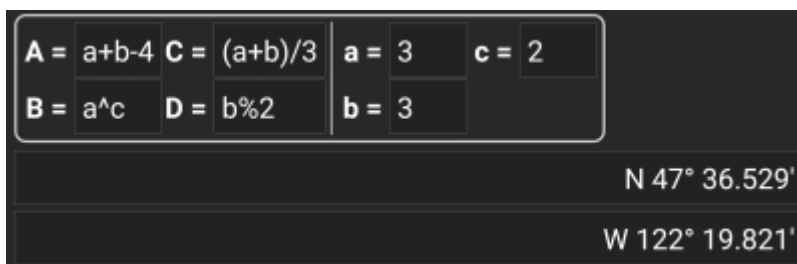 A = a+b-4 C = (a+b)/3 a = 3 c = 2
B = a^c D = b%2 b = 3
N 47° 36.529'
W 122° 19.821'